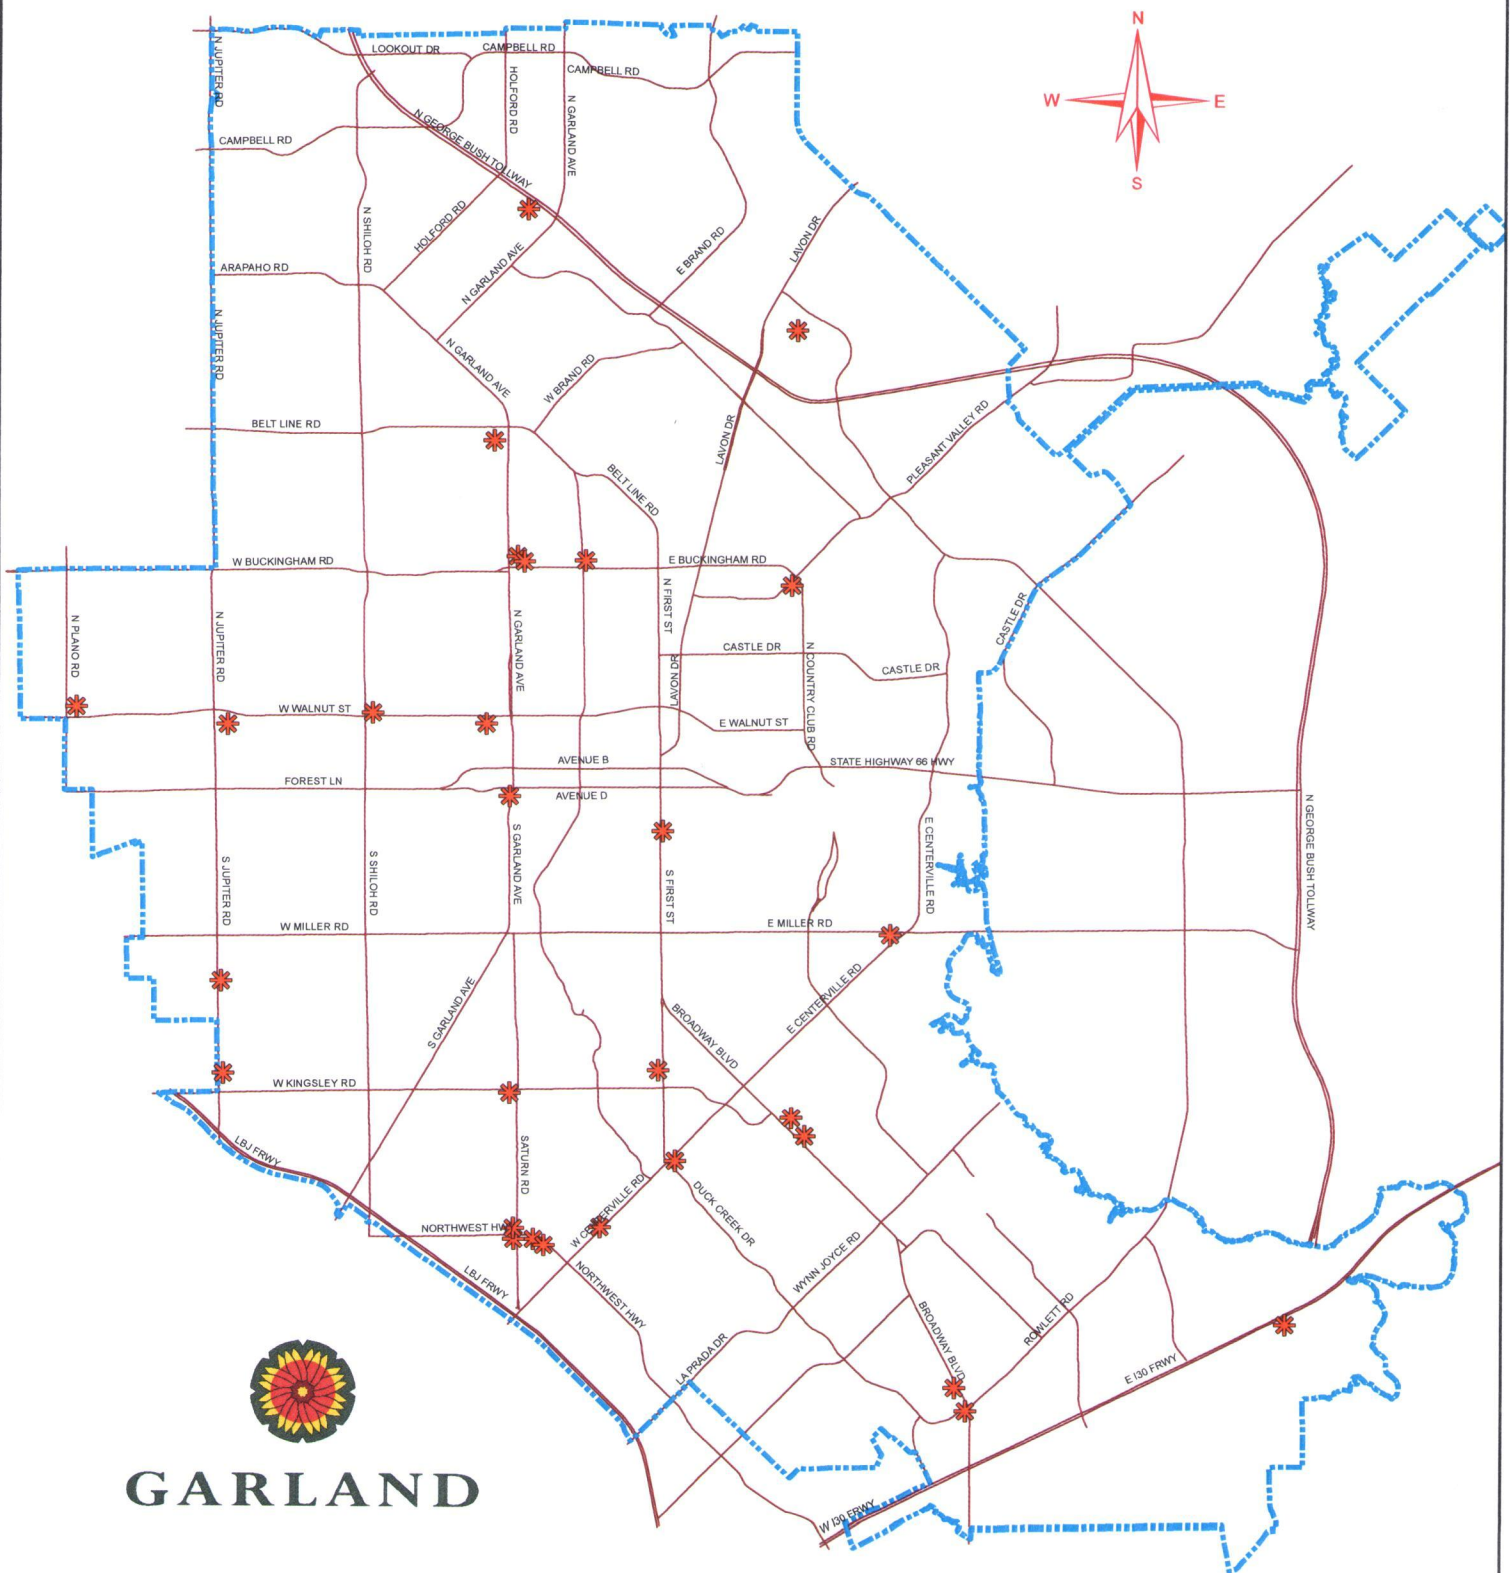 N
W
E
S
LOOKOUT DR
CAMPBELL RD
CAMPBELL RD
N JUPITER RD
HOLFORD RD
N GARLAND AVE
N GEORGE BUSH TOLLWAY
CAMPBELL RD
N SHILOH RD
HOLFORD RD
LAVON DR
E BRAND RD
ARAPAHO RD
N GARLAND AVE
N JUPITER RD
N GARLAND AVE
W BRAND RD
BELT LINE RD
LAVON DR
PLEASANT VALLEY RD
BELT LINE RD
W BUCKINGHAM RD
E BUCKINGHAM RD
N PLANO RD
N JUPITER RD
N GARLAND AVE
N FIRST ST
CASTLE DR
CASTLE DR
N COUNTRY CLUB RD
CASTLE DR
LAVON DR
W WALNUT ST
E WALNUT ST
AVENUE B
STATE HIGHWAY 66 HWY
FOREST LN
AVENUE D
S JUPITER RD
S SHILOH RD
S GARLAND AVE
S FIRST ST
E CENTERVILLE RD
N GEORGE BUSH TOLLWAY
W MILLER RD
E MILLER RD
S GARLAND AVE
E CENTERVILLE RD
BROADWAY BLVD
W KINGSLEY RD
LBJ FRWY
SATURN RD
DUCK CREEK DR
W CENTERVILLE RD
NORTHWEST HWY
WYNN JOYCE RD
LBJ FRWY
NORTHWEST HWY
LA PRADA DR
BROADWAY BLVD
ROWLETT RD
E I30 FRWY
W I30 FRWY
GARLAND